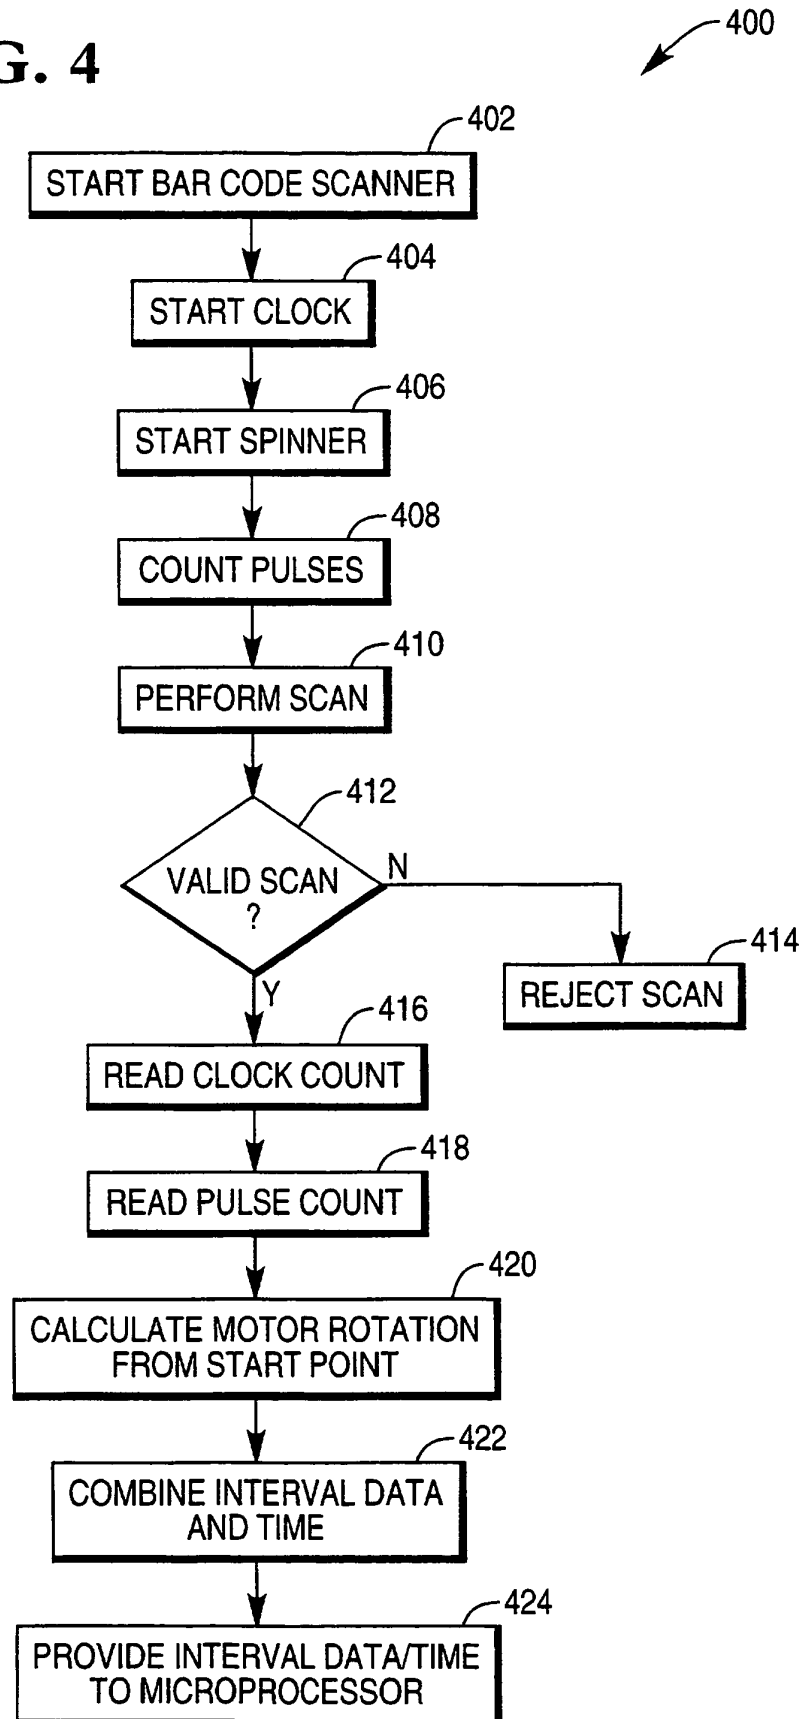 G. 4
400
402
START BAR CODE SCANNER
404
START CLOCK
406
START SPINNER
408
COUNT PULSES
410
PERFORM SCAN
412
VALID SCAN
?
N
414
REJECT SCAN
Y
416
READ CLOCK COUNT
418
READ PULSE COUNT
420
CALCULATE MOTOR ROTATION
FROM START POINT
422
COMBINE INTERVAL DATA
AND TIME
424
PROVIDE INTERVAL DATA/TIME
TO MICROPROCESSOR